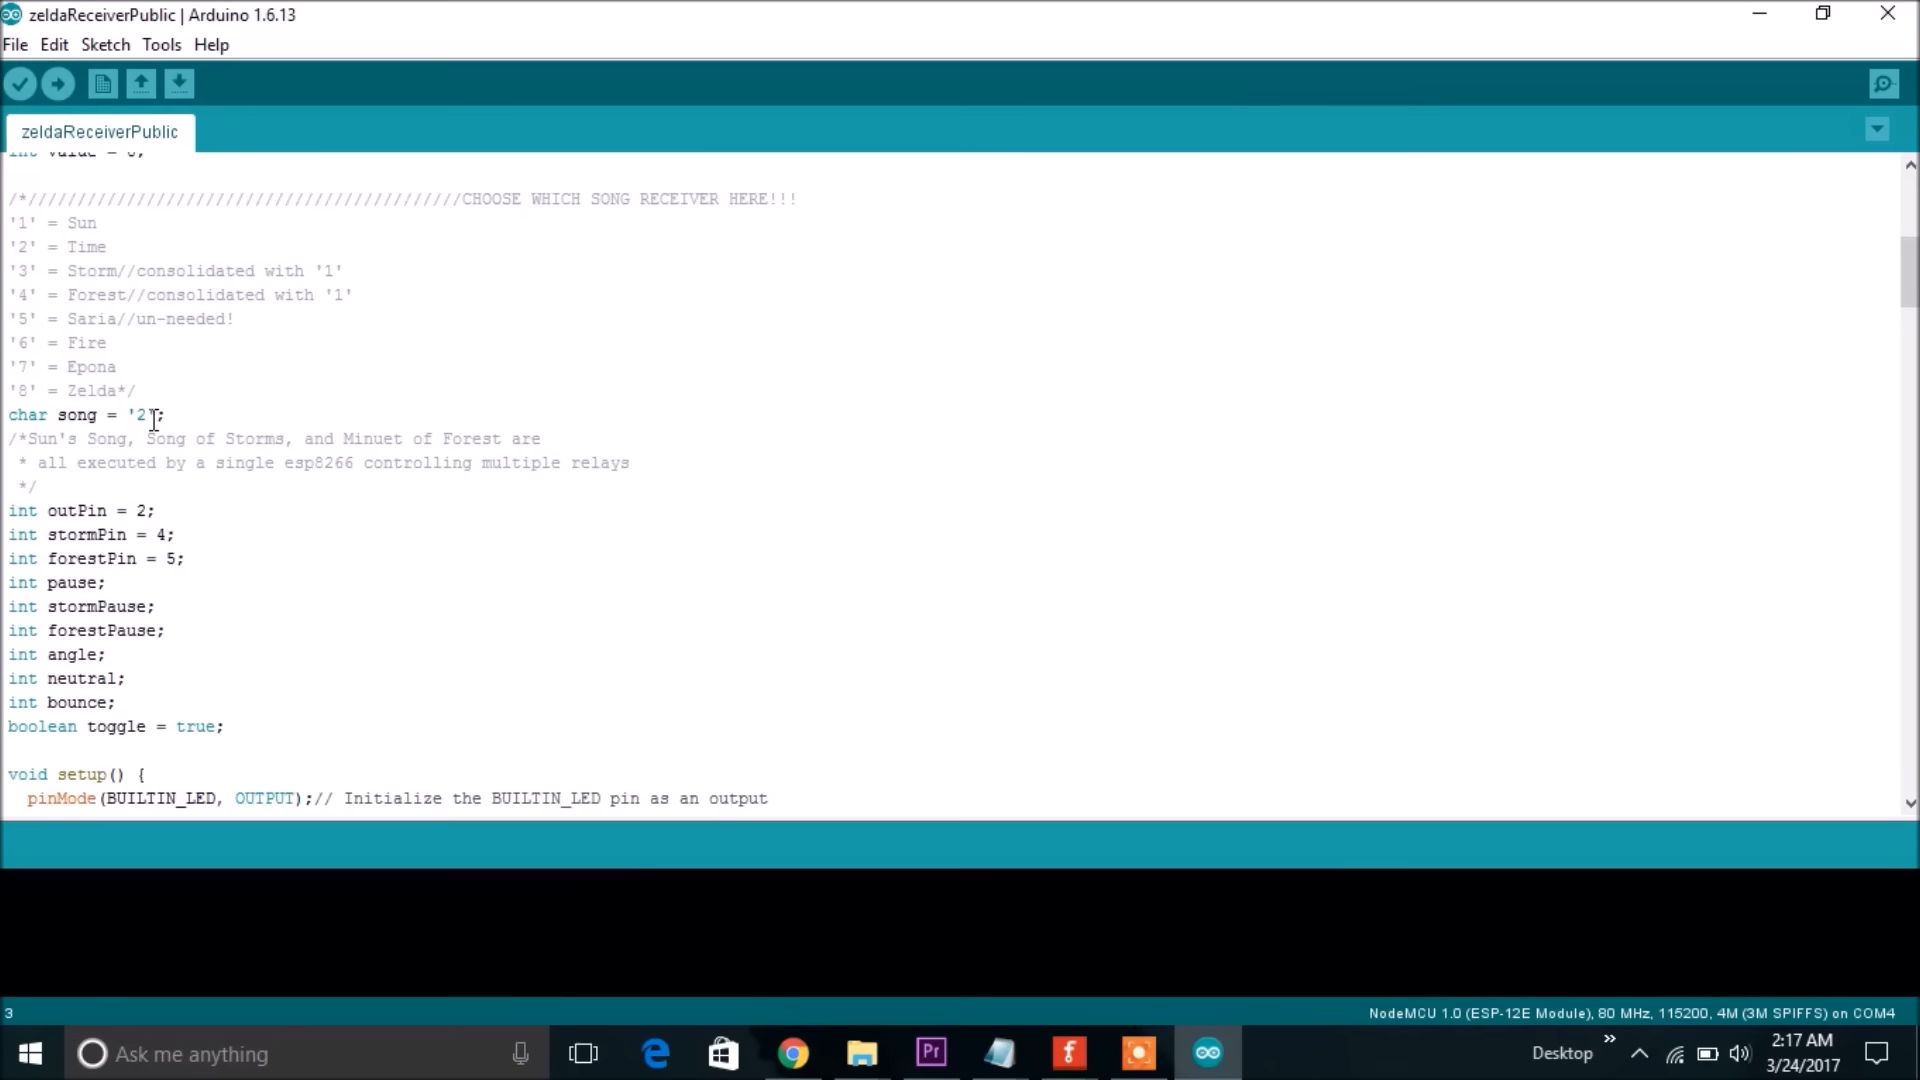 zeldaReceiverPublic | Arduino 1.6.13
File Edit Sketch Tools Help
zeldaReceiverPublic
int value = 0;
/*////////////////////////////////////////////CHOOSE WHICH SONG RECEIVER HERE!!!
'1' = Sun
'2' = Time
'3' = Storm//consolidated with '1'
'4' = Forest//consolidated with '1'
'5' = Saria//un-needed!
'6' = Fire
'7' = Epona
'8' = Zelda*/
char song = '2';
/*Sun's Song, Song of Storms, and Minuet of Forest are
* all executed by a single esp8266 controlling multiple relays
*/
int outPin = 2;
int stormPin = 4;
int forestPin = 5;
int pause;
int stormPause;
int forestPause;
int angle;
int neutral;
int bounce;
boolean toggle = true;
void setup() {
pinMode(BUILTIN_LED, OUTPUT);// Initialize the BUILTIN_LED pin as an output
3
NodeMCU 1.0 (ESP-12E Module), 80 MHz, 115200, 4M (3M SPIFFS) on COM4
Ask me anything
Pr
Desktop
2:17 AM
3/24/2017